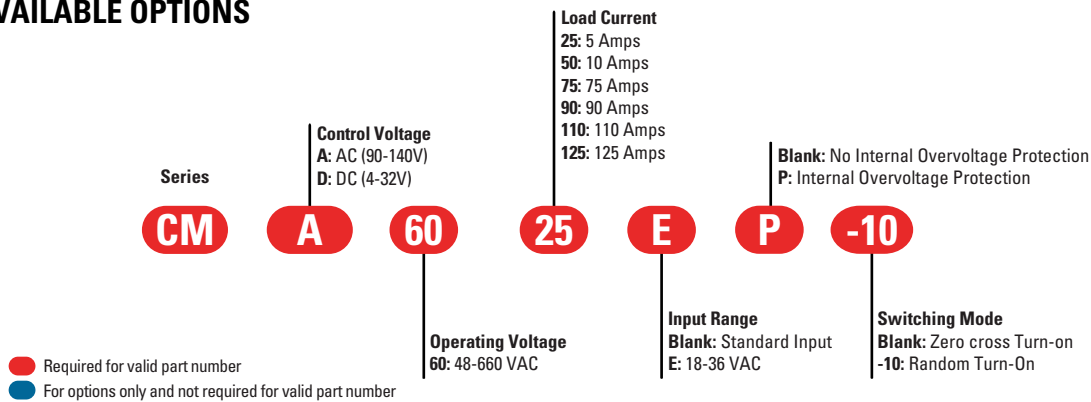 VAILABLE OPTIONS
Load Current
25: 5 Amps
50: 10 Amps
75: 75 Amps
90: 90 Amps
110: 110 Amps
125: 125 Amps
Control Voltage
A: AC (90-140V)
D: DC (4-32V)
Blank: No Internal Overvoltage Protection
P: Internal Overvoltage Protection
Series
CM A 60 25 E P -10
Operating Voltage
60: 48-660 VAC
Input Range
Blank: Standard Input
E: 18-36 VAC
Switching Mode
Blank: Zero cross Turn-on
-10: Random Turn-On
Required for valid part number
For options only and not required for valid part number